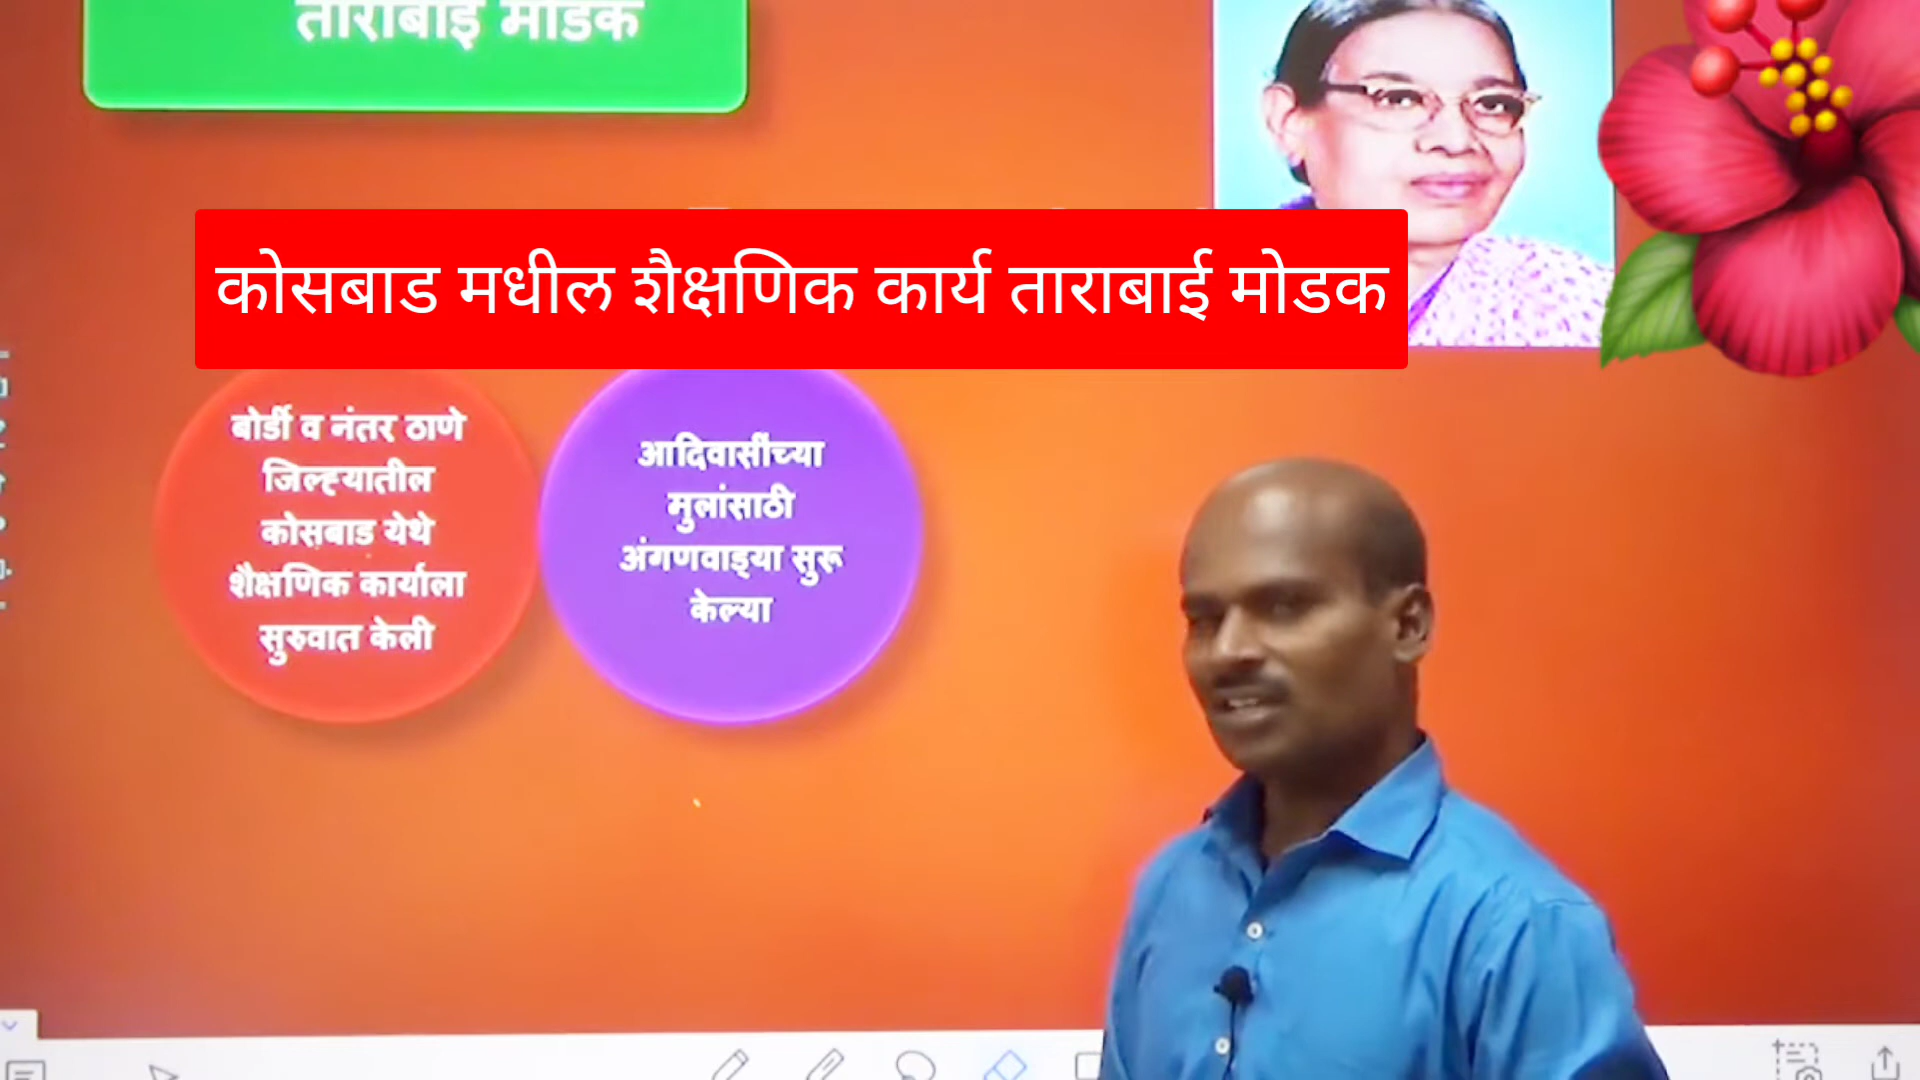 ताराबाई मोडक
कोसबाड मधील शैक्षणिक कार्य ताराबाई मोडक
बोर्डी व नंतर ठाणे
जिल्ह्यातील
कोसबाड येथे
शैक्षणिक कार्याला
सुरुवात केली
आदिवासींच्या
मुलांसाठी
अंगणवाड्या सुरू
केल्या